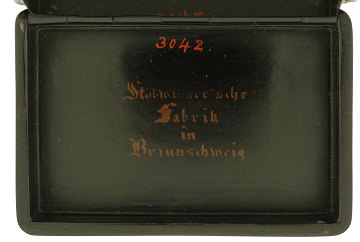 3042.
Stobwasser'sche
Fabrik
in
Braunschweig